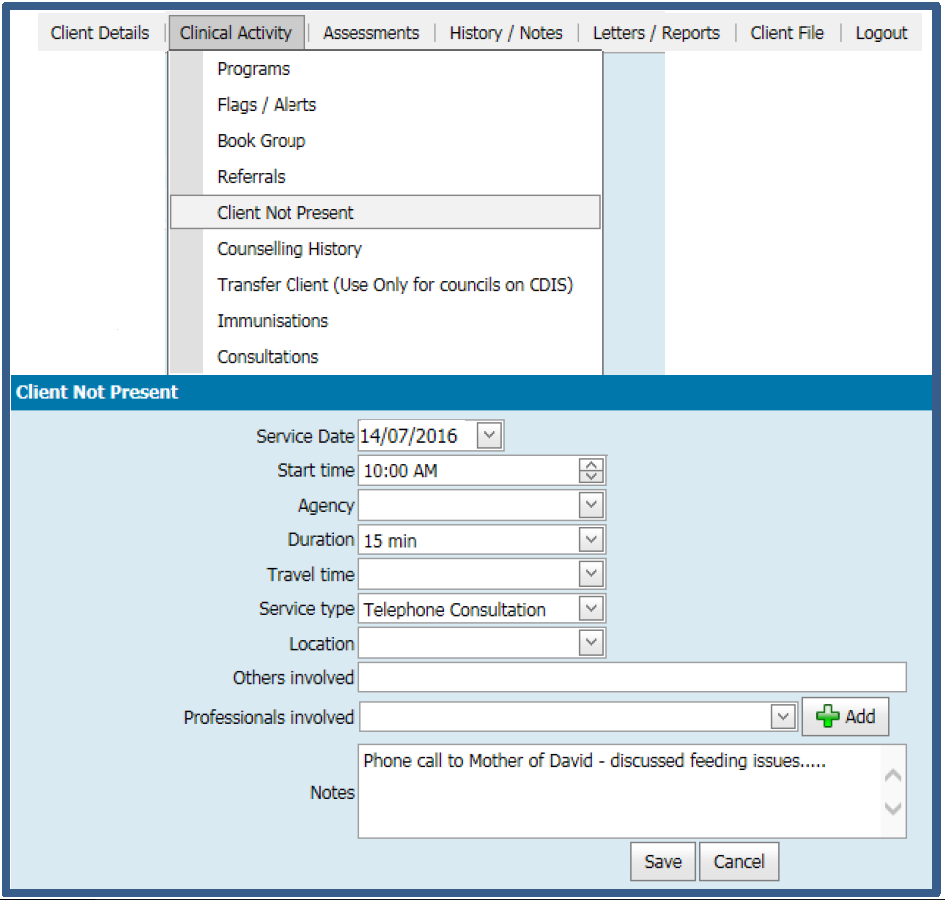 Client Details | Clinical Activity | Assessments | History / Notes | Letters / Reports | Client File | Logout
Programs
Flags / Alerts
Book Group
Referrals
Client Not Present
Counselling History
Transfer Client (Use Only for councils on CDIS)
Immunisations
Consultations
Client Not Present
Service Date 14/07/2016
Start time 10:00 AM
Agency
Duration 15 min
Travel time
Service type Telephone Consultation
Location
Others involved
Professionals involved Add
Phone call to Mother of David - discussed feeding issues.....
Notes
Save Cancel